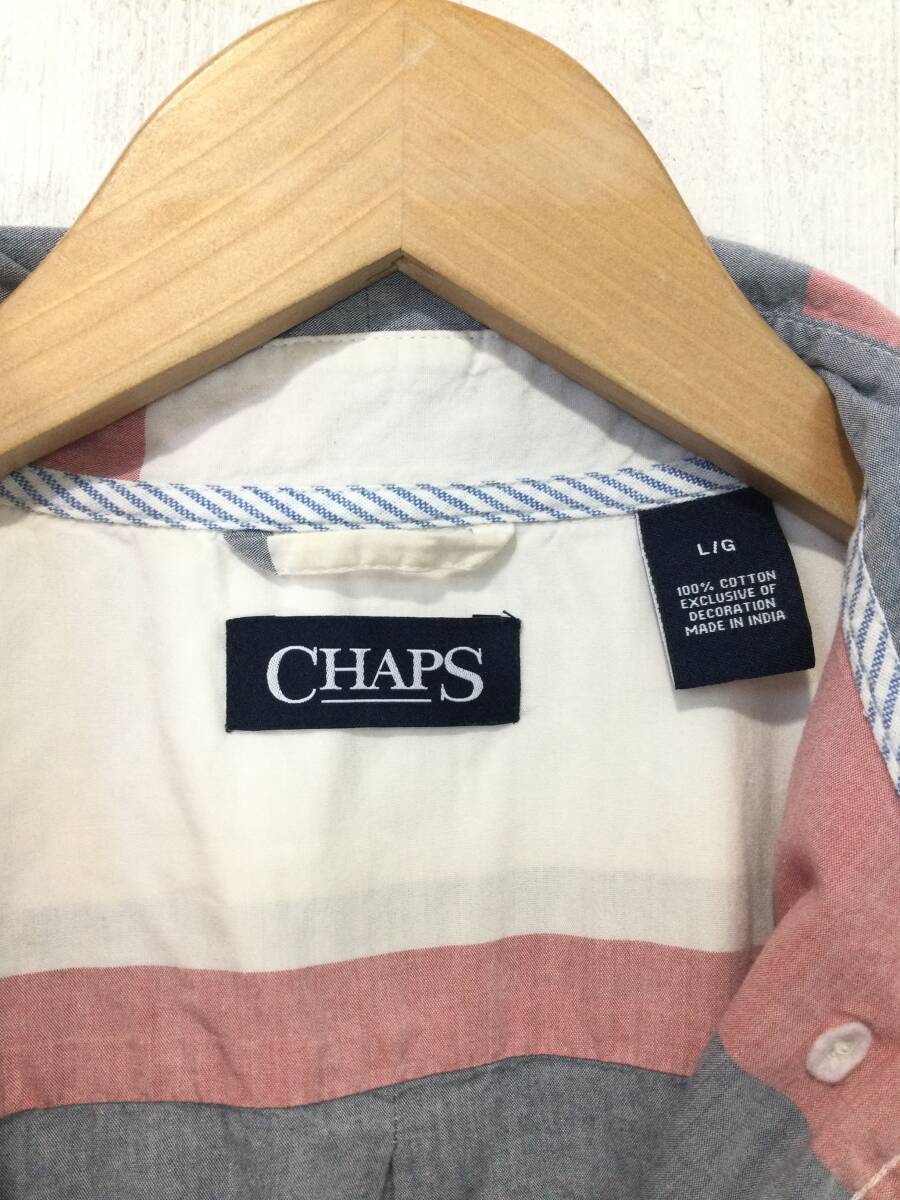 L/G
100% COTTON
EXCLUSIVE OF
DECORATION
MADE IN INDIA
CHAPS